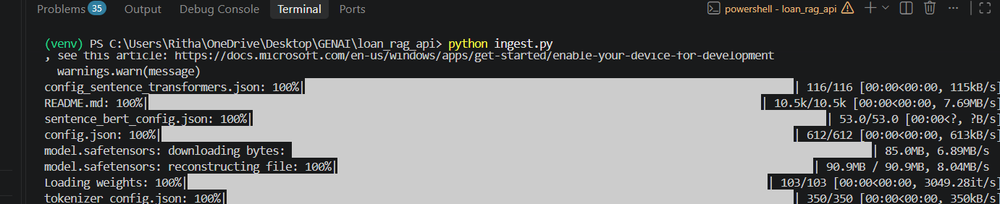 Problems 35 Output Debug Console Terminal Ports powershell - loan_rag_api
(venv) PS C:\Users\Ritha\OneDrive\Desktop\GENAI\loan_rag_api> python ingest.py
, see this article: https://docs.microsoft.com/en-us/windows/apps/get-started/enable-your-device-for-development
warnings.warn(message)
config_sentence_transformers.json: 100%| | 116/116 [00:00<00:00, 115kB/s]
README.md: 100%| | 10.5k/10.5k [00:00<00:00, 7.69MB/s]
sentence_bert_config.json: 100%| | 53.0/53.0 [00:00<?, ?B/s]
config.json: 100%| | 612/612 [00:00<00:00, 613kB/s]
model.safetensors: downloading bytes: | 85.0MB, 6.89MB/s
model.safetensors: reconstructing file: 100%| | 90.9MB / 90.9MB, 8.04MB/s
Loading weights: 100%| | 103/103 [00:00<00:00, 3049.28it/s]
tokenizer_config.json: 100%| | 350/350 [00:00<00:00, 350kB/s]